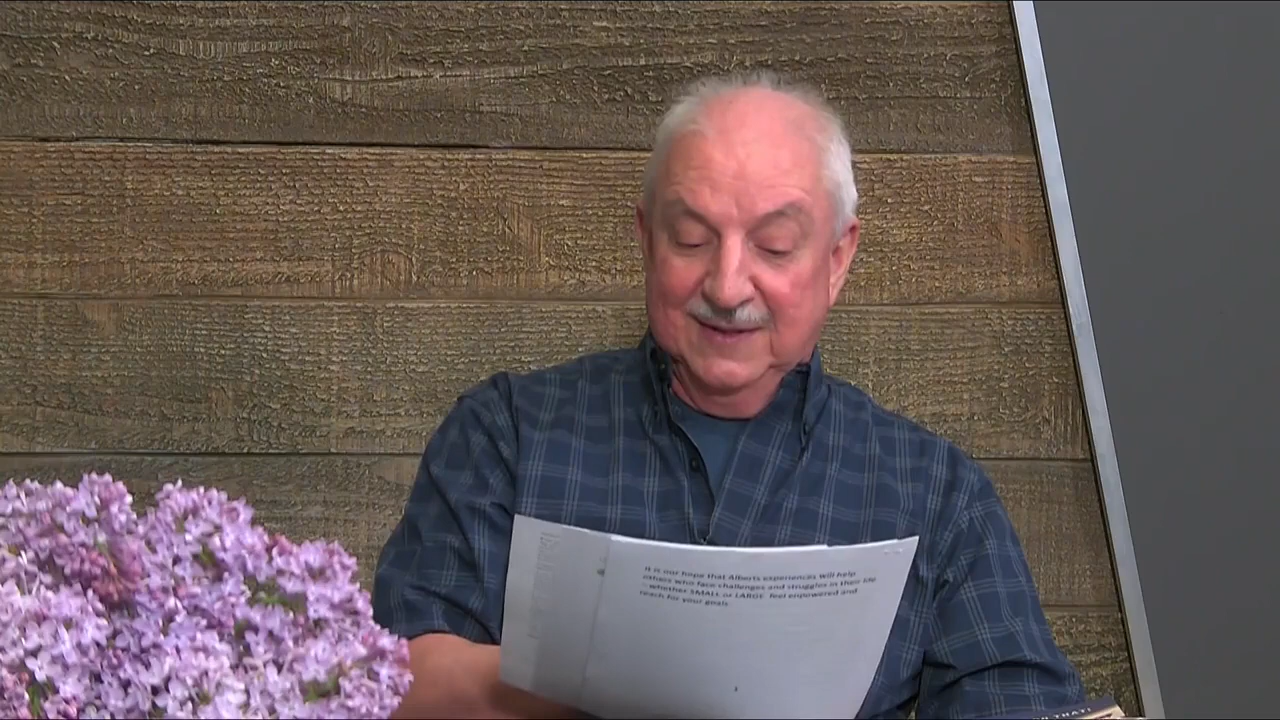 It is our hope that Alberts experiences will help
others who face challenges and struggles in their life
- whether SMALL or LARGE feel empowered and
reach for your goals.
THAT!